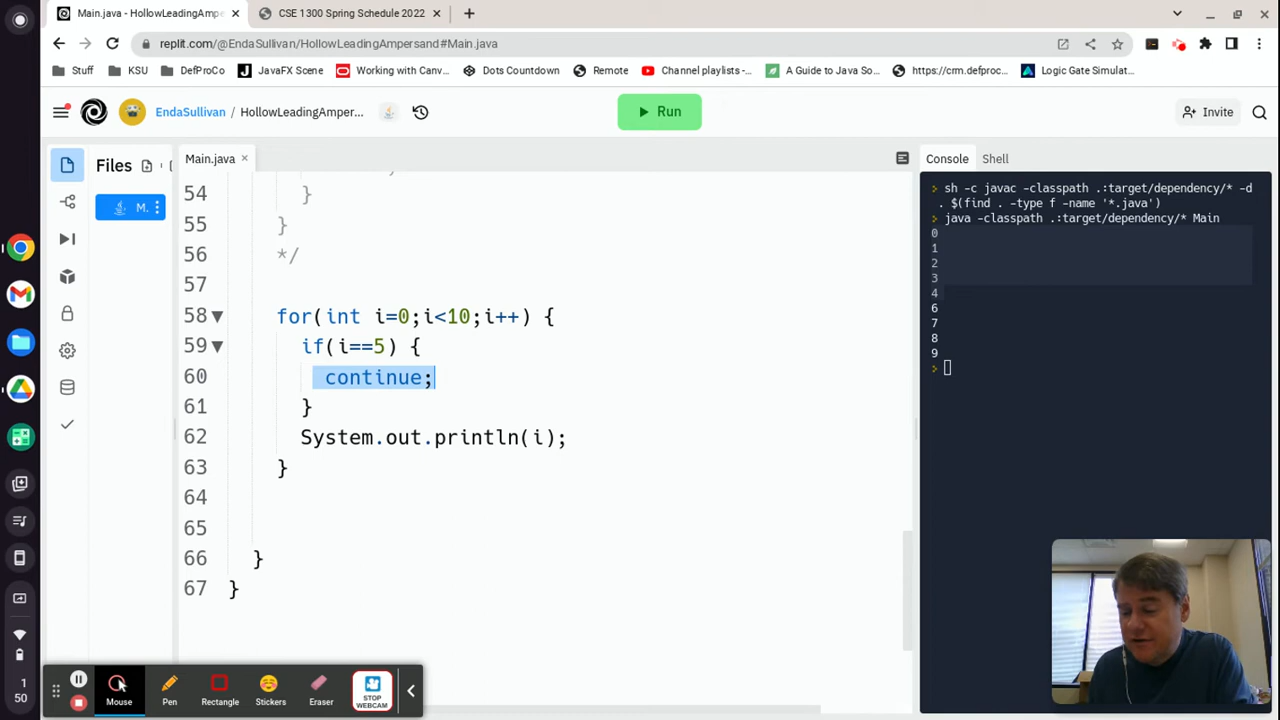 Main.java - HollowLeadingAmpe
CSE 1300 Spring Schedule 2022
replit.com/@EndaSullivan/HollowLeadingAmpersand#Main.java
Stuff
KSU
DefProCo
JavaFX Scene
Working with Canv...
Dots Countdown
Remote
Channel playlists -...
A Guide to Java So...
https://crm.defproc...
Logic Gate Simulat...
EndaSullivan / HollowLeadingAmper...
Run
Invite
Files
M.
Main.java
Console
Shell
54 }
55 }
56 */
57
58 for(int i=0;i<10;i++) {
59 if(i==5) {
60 continue;
61 }
62 System.out.println(i);
63 }
64
65
66 }
67 }
> sh -c javac -classpath .:target/dependency/* -d
. $(find . -type f -name '*.java')
> java -classpath .:target/dependency/* Main
0
1
2
3
4
6
7
8
9
>
1
50
Mouse
Pen
Rectangle
Stickers
Eraser
STOP
WEBCAM